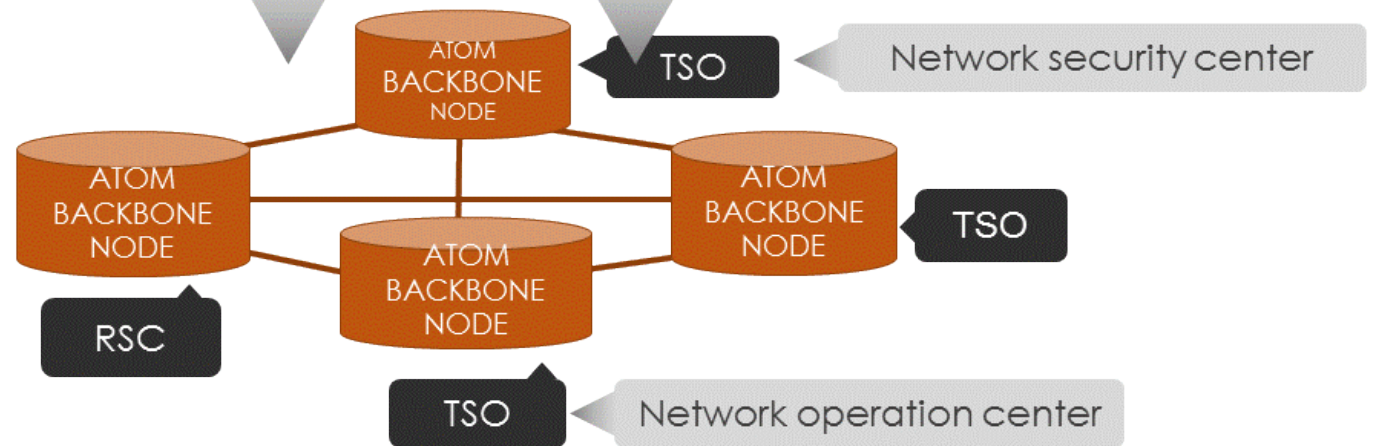 ATOM
BACKBONE
NODE
TSO
Network security center
ATOM
BACKBONE
NODE
ATOM
BACKBONE
NODE
TSO
ATOM
BACKBONE
NODE
RSC
TSO
Network operation center